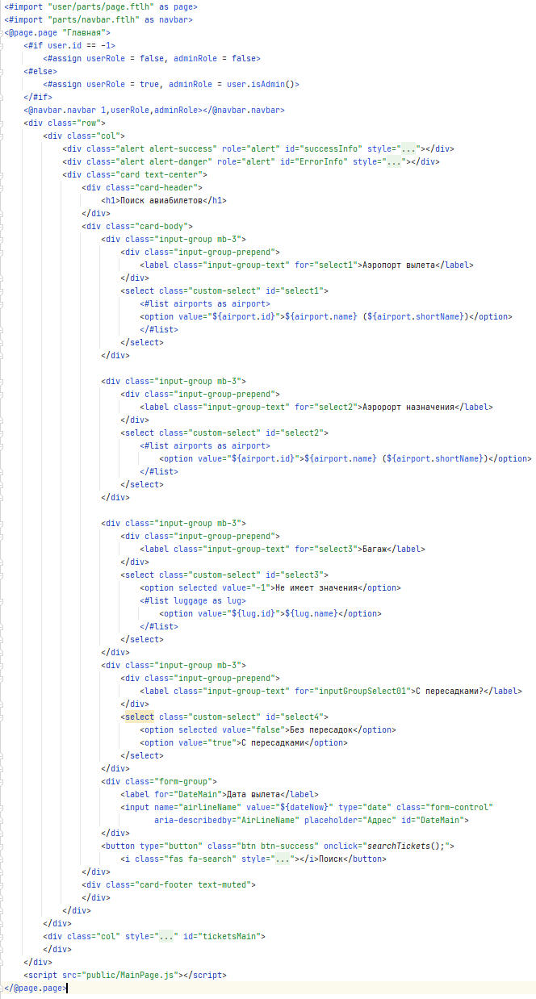 <#import "user/parts/page.ftlh" as page>
<#import "parts/navbar.ftlh" as navbar>
<@page.page "Главная">
    <#if user.id == -1>
        <#assign userRole = false, adminRole = false>
    <#else>
        <#assign userRole = true, adminRole = user.isAdmin()>
    </#if>
    <@navbar.navbar 1,userRole,adminRole></@navbar.navbar>
    <div class="row">
        <div class="col">
            <div class="alert alert-success" role="alert" id="successInfo" style="..."></div>
            <div class="alert alert-danger" role="alert" id="ErrorInfo" style="..."></div>
            <div class="card text-center">
                <div class="card-header">
                    <h1>Поиск авиабилетов</h1>
                </div>
                <div class="card-body">
                    <div class="input-group mb-3">
                        <div class="input-group-prepend">
                            <label class="input-group-text" for="select1">Аэропорт вылета</label>
                        </div>
                        <select class="custom-select" id="select1">
                            <#list airports as airport>
                            <option value="${airport.id}">${airport.name} (${airport.shortName})</option>
                            </#list>
                        </select>
                    </div>

                    <div class="input-group mb-3">
                        <div class="input-group-prepend">
                            <label class="input-group-text" for="select2">Аэророрт назначения</label>
                        </div>
                        <select class="custom-select" id="select2">
                            <#list airports as airport>
                                <option value="${airport.id}">${airport.name} (${airport.shortName})</option>
                            </#list>
                        </select>
                    </div>

                    <div class="input-group mb-3">
                        <div class="input-group-prepend">
                            <label class="input-group-text" for="select3">Багаж</label>
                        </div>
                        <select class="custom-select" id="select3">
                            <option selected value="-1">Не имеет значения</option>
                            <#list luggage as lug>
                                <option value="${lug.id}">${lug.name}</option>
                            </#list>
                        </select>
                    </div>
                    <div class="input-group mb-3">
                        <div class="input-group-prepend">
                            <label class="input-group-text" for="inputGroupSelect01">С пересадками?</label>
                        </div>
                        <select class="custom-select" id="select4">
                            <option selected value="false">Без пересадок</option>
                            <option value="true">С пересадками</option>
                        </select>
                    </div>
                    <div class="form-group">
                        <label for="DateMain">Дата вылета</label>
                        <input name="airlineName" value="${dateNow}" type="date" class="form-control"
                               aria-describedby="AirLineName" placeholder="Адрес" id="DateMain">
                    </div>
                    <button type="button" class="btn btn-success" onclick="searchTickets();">
                        <i class="fas fa-search" style="..."></i>Поиск</button>
                </div>
                <div class="card-footer text-muted">
                </div>
            </div>
        </div>
        <div class="col" style="..." id="ticketsMain">
        </div>
    </div>
    <script src="public/MainPage.js"></script>
</@page.page>